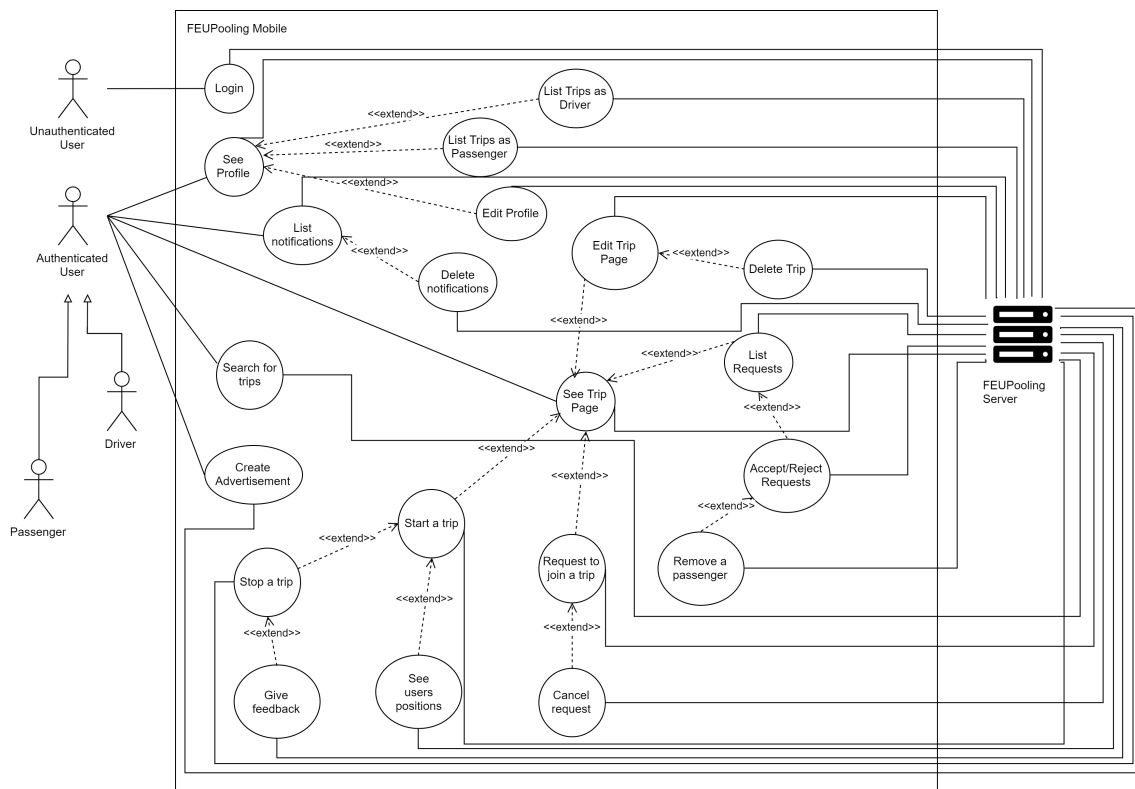 FEUPooling Mobile
Login
Unauthenticated
User
See
Profile
<<extend>>
List Trips as
Driver
<<extend>>
List Trips as
Passenger
<<extend>>
Edit Profile
Authenticated
User
List
notifications
<<extend>>
Delete
notifications
Edit Trip
Page
<<extend>>
Delete Trip
<<extend>>
<<extend>>
List
Requests
FEUPooling
Server
Search for
trips
See Trip
Page
<<extend>>
Driver
<<extend>>
<<extend>>
Create
Advertisement
Accept/Reject
Requests
Passenger
<<extend>>
Start a trip
<<extend>>
Stop a trip
Request to
join a trip
Remove a
passenger
<<extend>>
<<extend>>
<<extend>>
Give
feedback
See
users
positions
Cancel
request